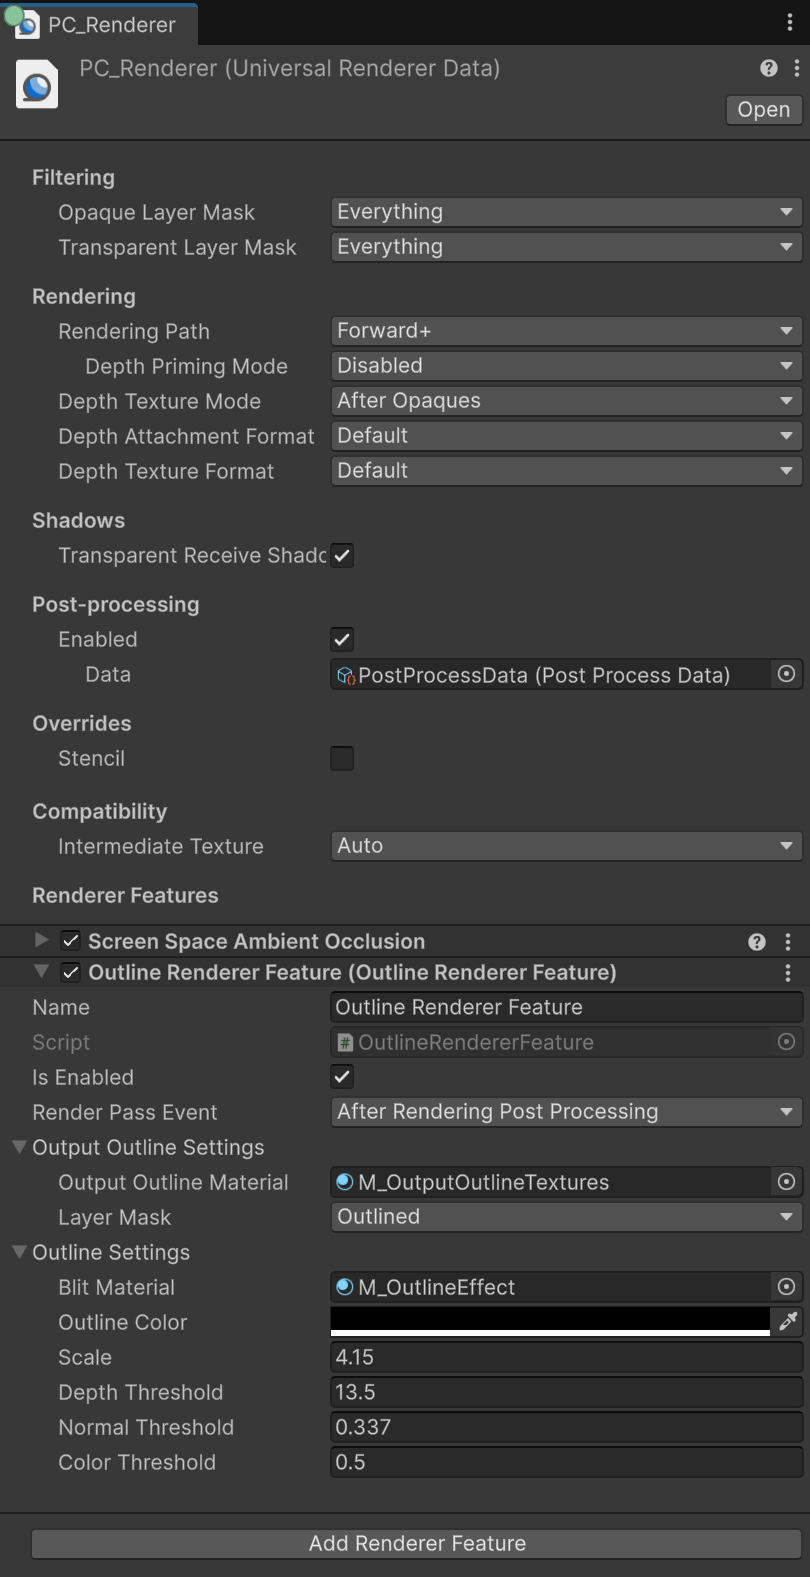 PC_Renderer
PC_Renderer (Universal Renderer Data)
Open
Filtering
Opaque Layer Mask Everything
Transparent Layer Mask Everything
Rendering
Rendering Path Forward+
Depth Priming Mode Disabled
Depth Texture Mode After Opaques
Depth Attachment Format Default
Depth Texture Format Default
Shadows
Transparent Receive Shadc
Post-processing
Enabled
Data PostProcessData (Post Process Data)
Overrides
Stencil
Compatibility
Intermediate Texture Auto
Renderer Features
Screen Space Ambient Occlusion
Outline Renderer Feature (Outline Renderer Feature)
Name Outline Renderer Feature
Script OutlineRendererFeature
Is Enabled
Render Pass Event After Rendering Post Processing
Output Outline Settings
Output Outline Material M_OutputOutlineTextures
Layer Mask Outlined
Outline Settings
Blit Material M_OutlineEffect
Outline Color
Scale 4.15
Depth Threshold 13.5
Normal Threshold 0.337
Color Threshold 0.5
Add Renderer Feature